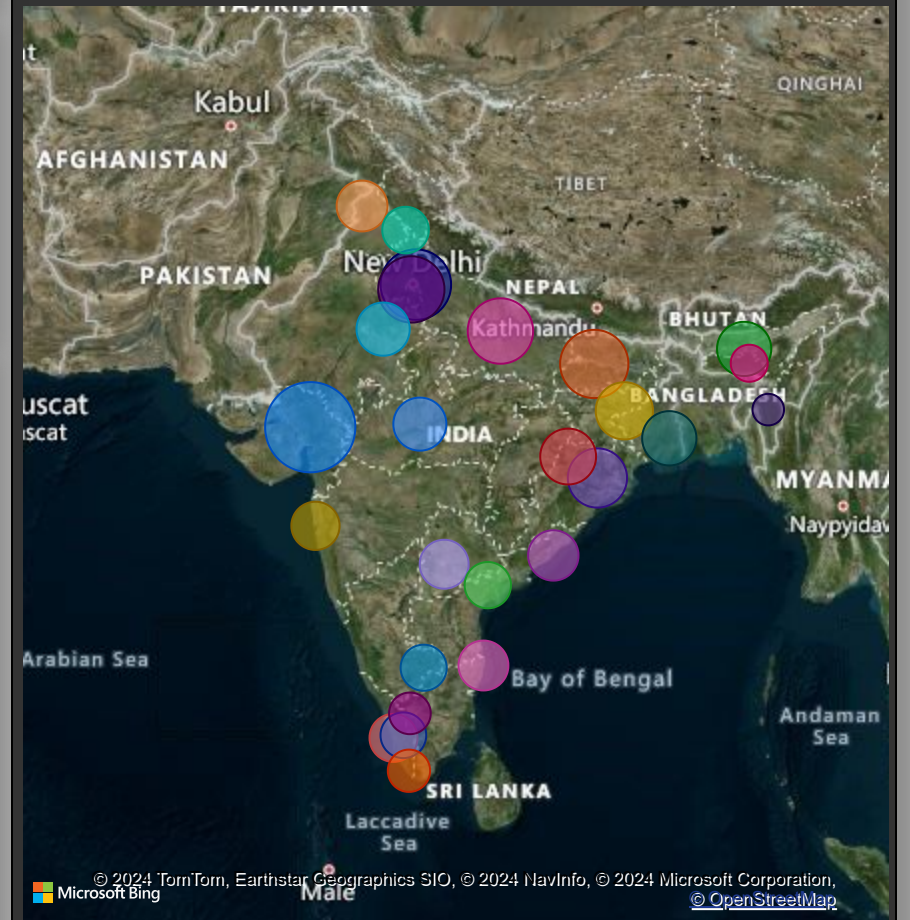 TAJIKISTAN
at
QINGHAI
Kabul
AFGHANISTAN
TIBET
New Delhi
PAKISTAN
NEPAL
BHUTAN
Kathmandu
BANGLADESH
uscat
ascat
INDIA
MYANMA
Naypyidav
Arabian Sea
Bay of Bengal
Andaman
Sea
SRI LANKA
Laccadive
Sea
Male
© 2024 TomTom, Earthstar Geographics SIO, © 2024 NavInfo, © 2024 Microsoft Corporation,
Microsoft Bing
© OpenStreetMap